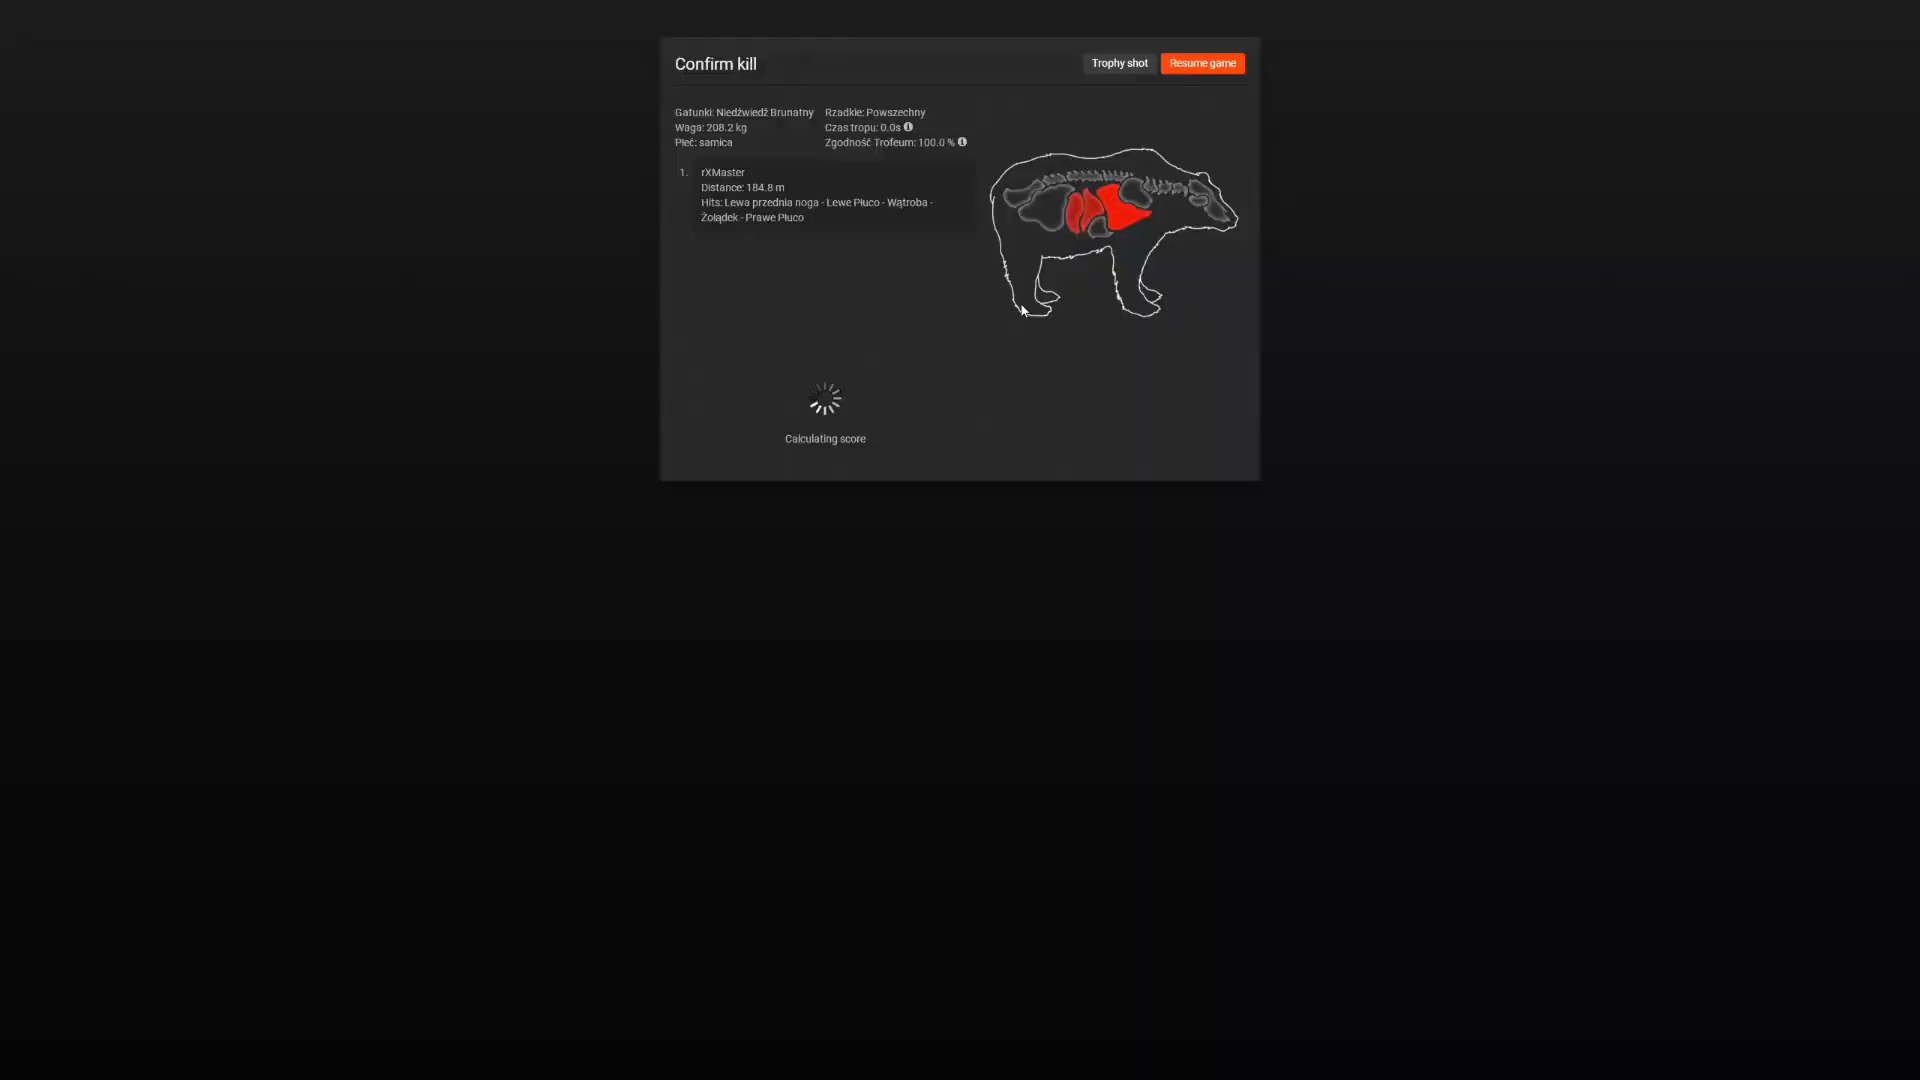 Confirm kill
Trophy shot
Resume game
Gatunki: Niedźwiedź Brunatny
Waga: 208.2 kg
Płeć: samica
Rzadkie: Powszechny
Czas tropu: 0.0s
Zgodność Trofeum: 100.0 %
1.
rXMaster
Distance: 184.8 m
Hits: Lewa przednia noga - Lewe Płuco - Wątroba -
Żołądek - Prawe Płuco
Calculating score